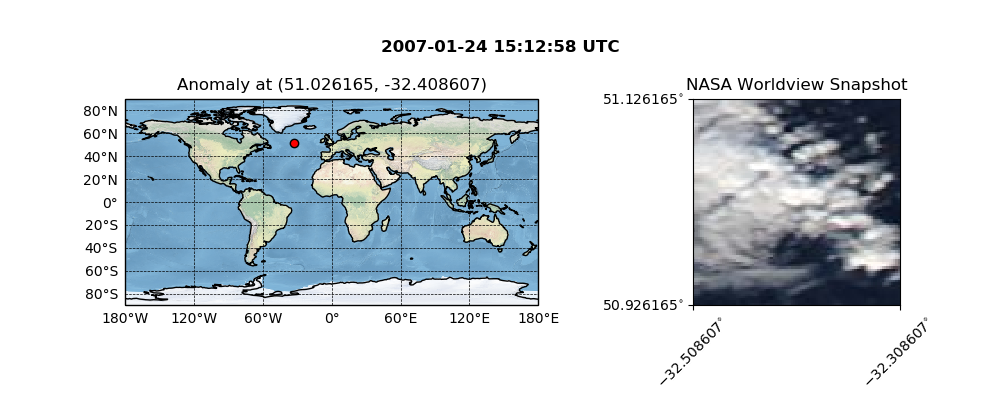 2007-01-24 15:12:58 UTC
Anomaly at (51.026165, -32.408607)
80°N
60°N
40°N
20°N
0°
20°S
40°S
60°S
80°S
180°W 120°W 60°W 0° 60°E 120°E 180°E
NASA Worldview Snapshot
51.126165°
50.926165°
−32.508607° −32.308607°